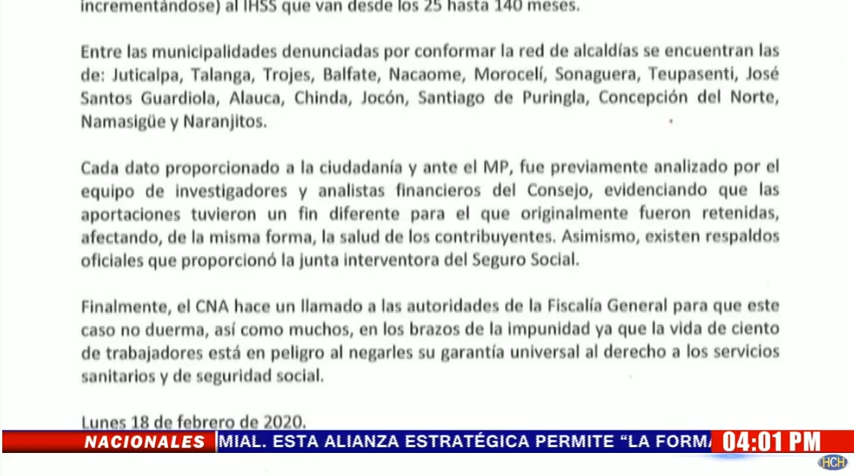 incrementándose) al IHSS que van desde los 25 hasta 140 meses.
Entre las municipalidades denunciadas por conformar la red de alcaldías se encuentran las
de: Juticalpa, Talanga, Trojes, Balfate, Nacaome, Morocelí, Sonaguera, Teupasenti, José
Santos Guardiola, Alauca, Chinda, Jocón, Santiago de Puringla, Concepción del Norte,
Namasigüe y Naranjitos.
Cada dato proporcionado a la ciudadanía y ante el MP, fue previamente analizado por el
equipo de investigadores y analistas financieros del Consejo, evidenciando que las
aportaciones tuvieron un fin diferente para el que originalmente fueron retenidas,
afectando, de la misma forma, la salud de los contribuyentes. Asimismo, existen respaldos
oficiales que proporcionó la junta interventora del Seguro Social.
Finalmente, el CNA hace un llamado a las autoridades de la Fiscalía General para que este
caso no duerma, así como muchos, en los brazos de la impunidad ya que la vida de ciento
de trabajadores está en peligro al negarles su garantía universal al derecho a los servicios
sanitarios y de seguridad social.
Lunes 18 de febrero de 2020.
NACIONALES MIAL. ESTA ALIANZA ESTRATÉGICA PERMITE “LA FORMA 04:01 PM
HCH